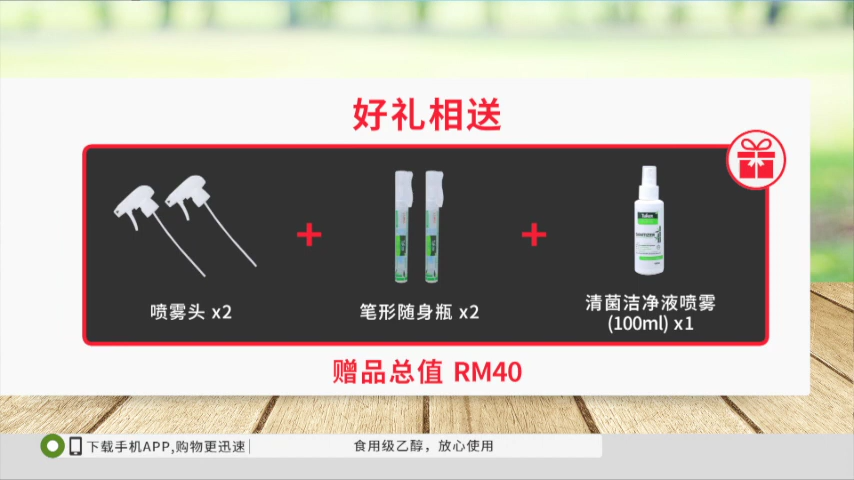 好礼相送
喷雾头 x2
笔形随身瓶 x2
清菌洁净液喷雾
(100ml) x1
赠品总值 RM40
下载手机APP,购物更迅速
食用级乙醇，放心使用